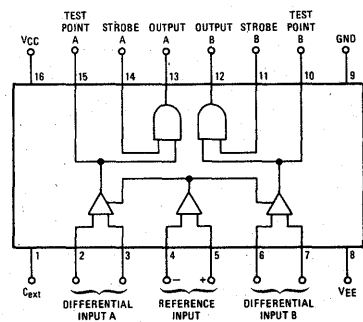 TEST TEST
POINT STROBE OUTPUT OUTPUT STROBE POINT
VCC A A A B B B GND
16 15 14 13 12 11 10 9
− +
1 2 3 4 5 6 7 8
Cext DIFFERENTIAL REFERENCE DIFFERENTIAL VEE
INPUT A INPUT INPUT B